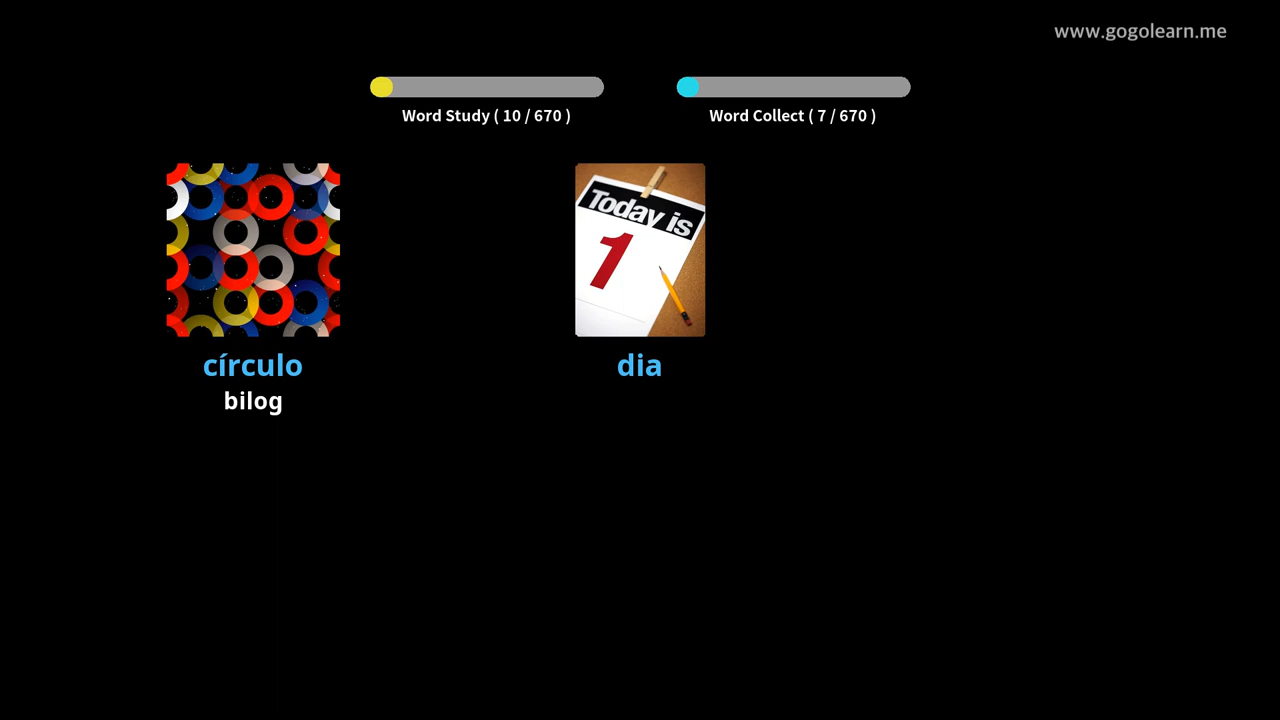 www.gogolearn.me
Word Study ( 10 / 670 )
Word Collect ( 7 / 670 )
Today is
1
círculo
dia
bilog